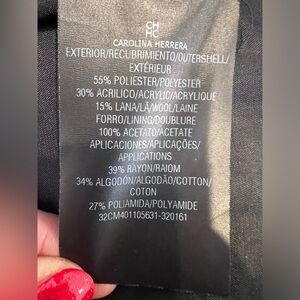 CH
HC
CAROLINA HERRERA
EXTERIOR/RECUBRIMIENTO/OUTERSHELL/
EXTÉRIEUR
55% POLIESTER/POLYESTER
30% ACRILICO/ACRYLIC/ACRYLIQUE
15% LANA/LÃ/WOOL/LAINE
FORRO/LINING/DOUBLURE
100% ACETATO/ACETATE
APLICACIONES/APLICAÇÕES/
APPLICATIONS
39% RAYON/RAIOM
34% ALGODÓN/ALGODÃO/COTTON/
COTON
27% POLIAMIDA/POLYAMIDE
32CM401105631-320161